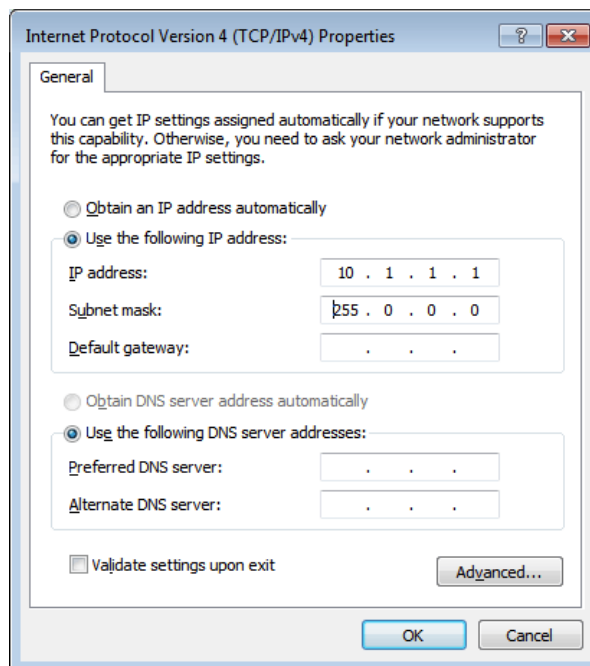 Internet Protocol Version 4 (TCP/IPv4) Properties
?
General
You can get IP settings assigned automatically if your network supports
this capability. Otherwise, you need to ask your network administrator
for the appropriate IP settings.
Obtain an IP address automatically
Use the following IP address:
IP address: 10 . 1 . 1 . 1
Subnet mask: 255 . 0 . 0 . 0
Default gateway: . . .
Obtain DNS server address automatically
Use the following DNS server addresses:
Preferred DNS server: . . .
Alternate DNS server: . . .
Validate settings upon exit
Advanced...
OK Cancel